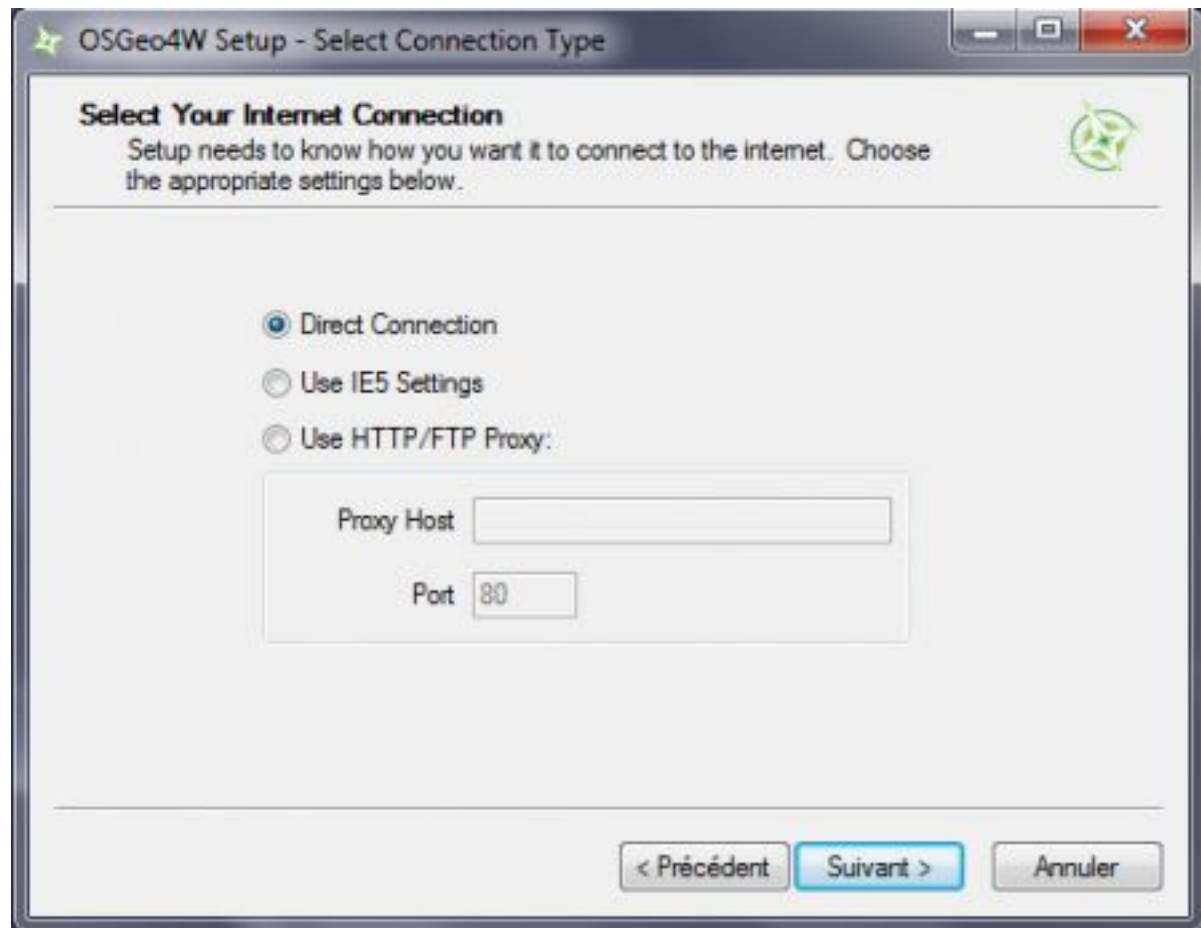 OSGeo4W Setup - Select Connection Type
Select Your Internet Connection
Setup needs to know how you want it to connect to the internet. Choose
the appropriate settings below.
Direct Connection
Use IE5 Settings
Use HTTP/FTP Proxy:
Proxy Host
Port 80
< Précédent Suivant > Annuler